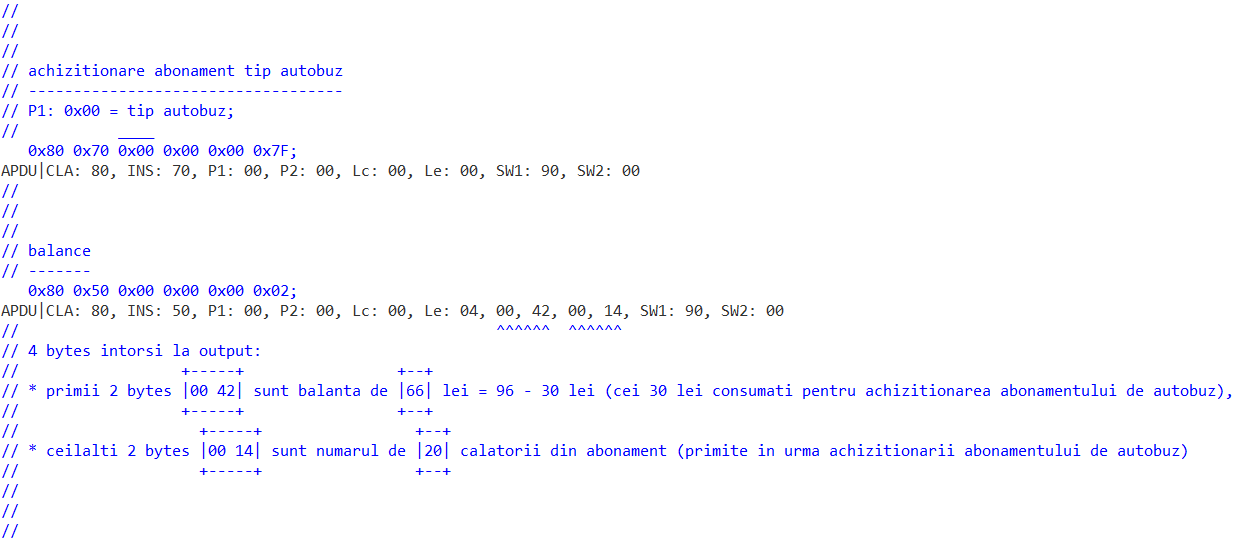 //
//
//
// achizitionare abonament tip autobuz
// -----------------------------------
// P1: 0x00 = tip autobuz;
//           ____
   0x80 0x70 0x00 0x00 0x00 0x7F;
APDU|CLA: 80, INS: 70, P1: 00, P2: 00, Lc: 00, Le: 00, SW1: 90, SW2: 00
//
//
//
// balance
// -------
   0x80 0x50 0x00 0x00 0x00 0x02;
APDU|CLA: 80, INS: 50, P1: 00, P2: 00, Lc: 00, Le: 04, 00, 42, 00, 14, SW1: 90, SW2: 00
//                                                     ^^^^^^  ^^^^^^
// 4 bytes intorsi la output:
//                  +-----+                 +--+
// * primii 2 bytes |00 42| sunt balanta de |66| lei = 96 - 30 lei (cei 30 lei consumati pentru achizitionarea abonamentului de autobuz),
//                  +-----+                 +--+
//                    +-----+                 +--+
// * ceilalti 2 bytes |00 14| sunt numarul de |20| calatorii din abonament (primite in urma achizitionarii abonamentului de autobuz)
//                    +-----+                 +--+
//
//
//